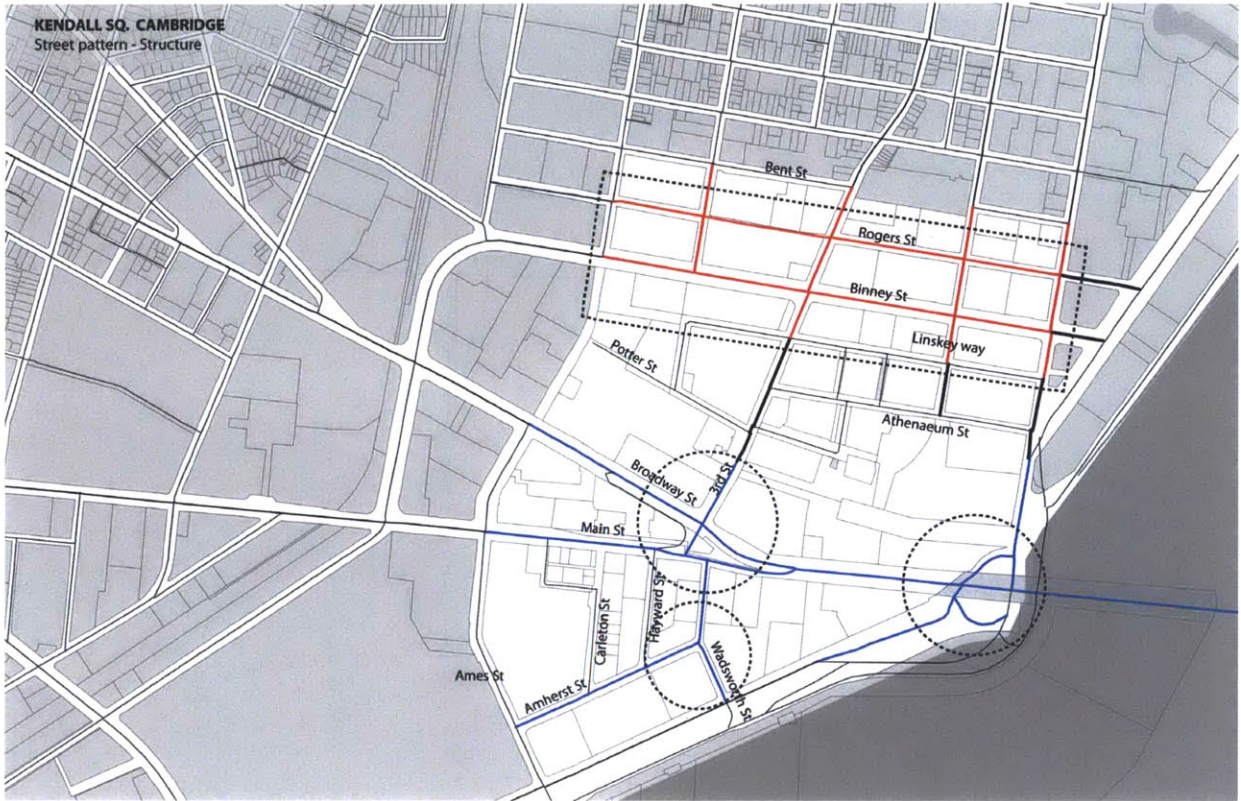 KENDALL SQ. CAMBRIDGE
Street pattern - Structure
Bent St
Rogers St
Binney St
Linskey way
Potter St
Athenaeum St
Broadway St
3rd St
Main St
Carleton St
Hayward St
Wadsworth St
Ames St
Amherst St